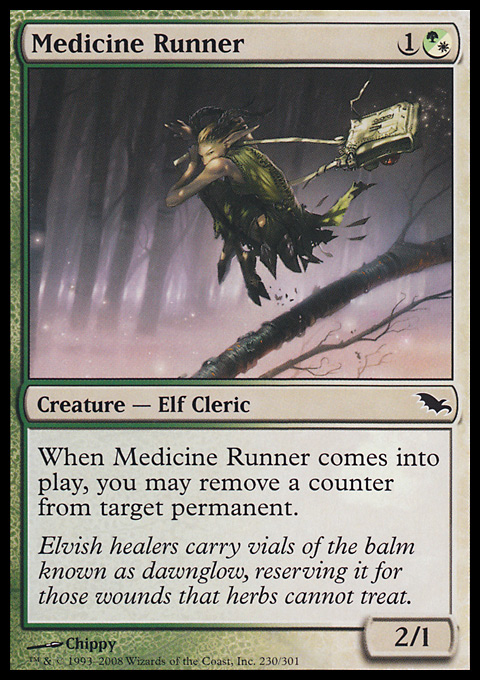 Medicine Runner 1
Creature — Elf Cleric
When Medicine Runner comes into
play, you may remove a counter
from target permanent.
Elvish healers carry vials of the balm
known as dawnglow, reserving it for
those wounds that herbs cannot treat.
Chippy
2/1
™ & © 1993–2008 Wizards of the Coast, Inc. 230/301